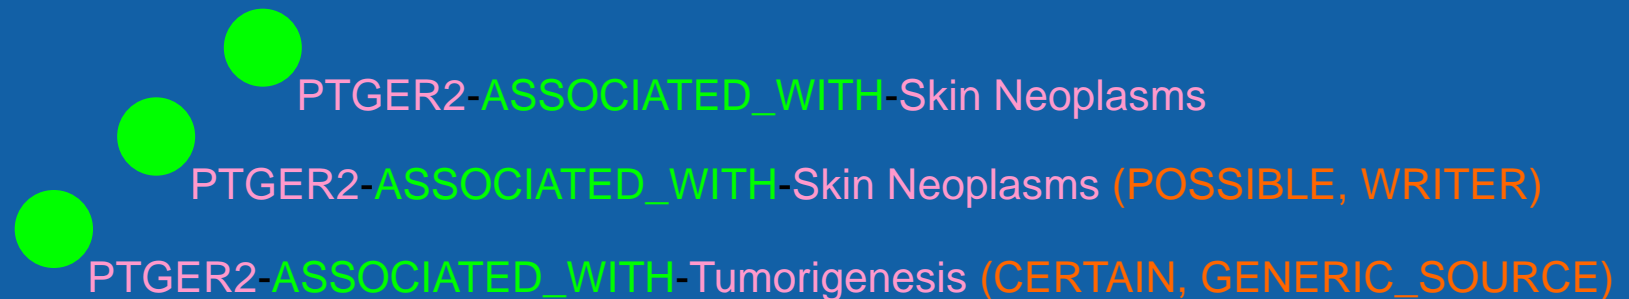 PTGER2-ASSOCIATED_WITH-Skin Neoplasms
PTGER2-ASSOCIATED_WITH-Skin Neoplasms (POSSIBLE, WRITER)
PTGER2-ASSOCIATED_WITH-Tumorigenesis (CERTAIN, GENERIC_SOURCE)